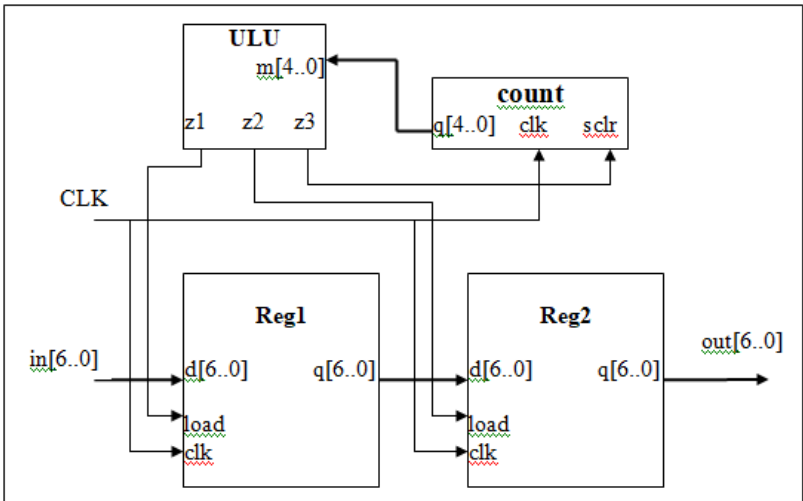 ULU
m[4..0]
z1 z2 z3
count
q[4..0] clk sclr
CLK
Reg1
in[6..0]
d[6..0] q[6..0]
load
clk
Reg2
out[6..0]
d[6..0] q[6..0]
load
clk